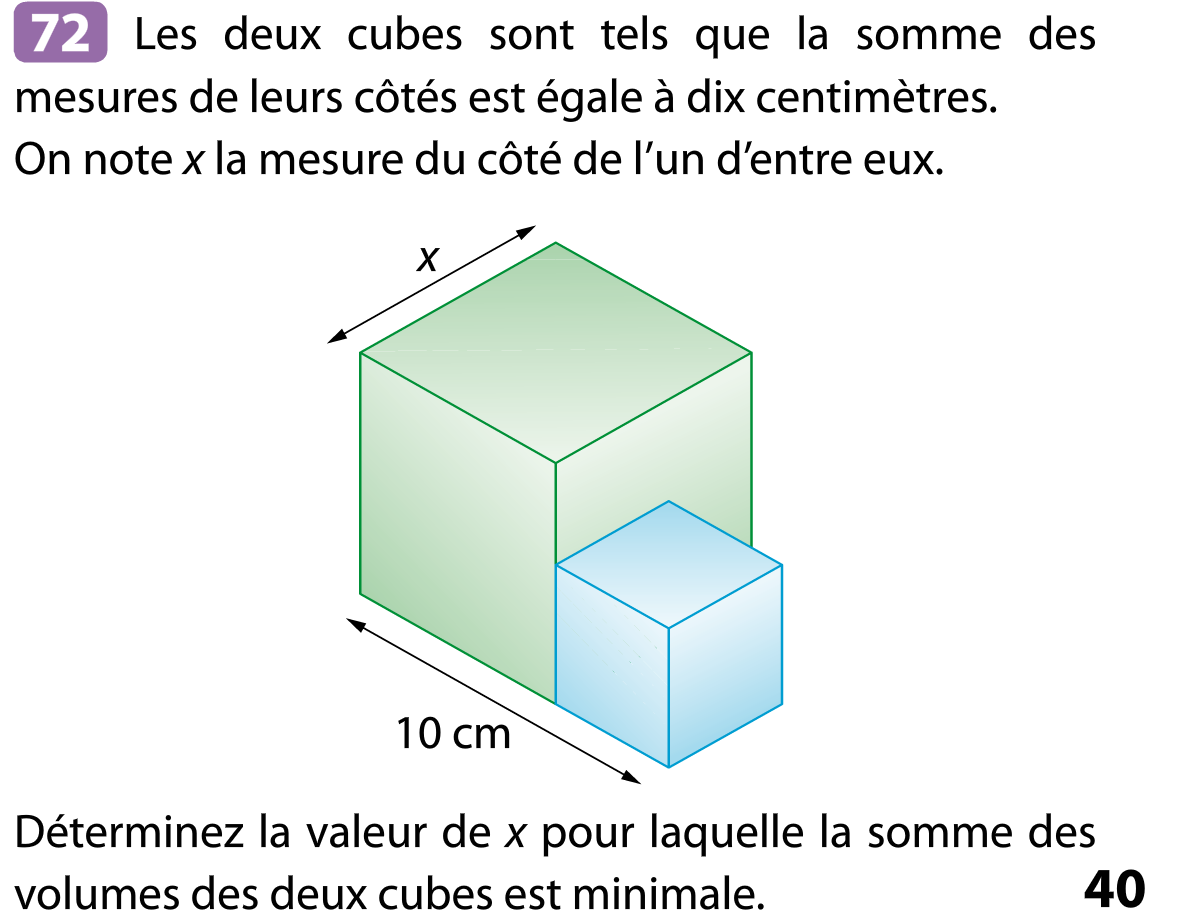 72 Les deux cubes sont tels que la somme des
mesures de leurs côtés est égale à dix centimètres.
On note x la mesure du côté de l’un d’entre eux.
x
10 cm
Déterminez la valeur de x pour laquelle la somme des
volumes des deux cubes est minimale. 40